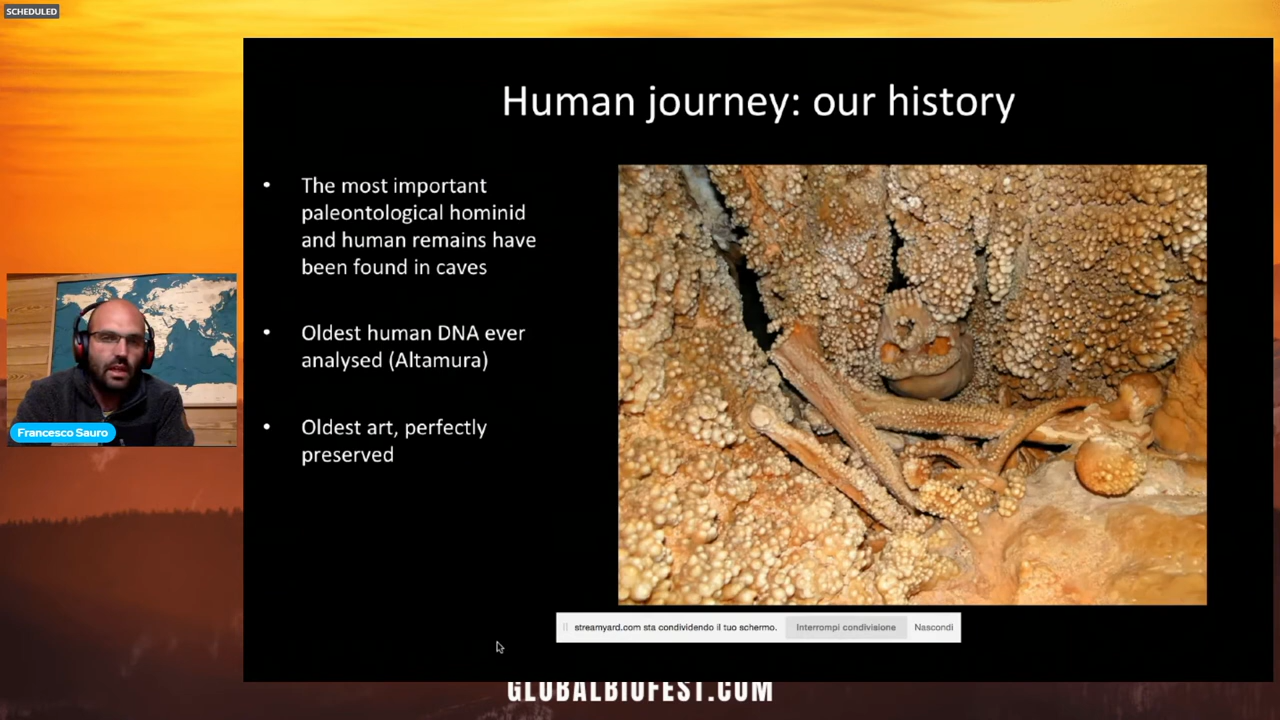 SCHEDULED
Human journey: our history
• The most important
paleontological hominid
and human remains have
been found in caves
• Oldest human DNA ever
analysed (Altamura)
• Oldest art, perfectly
preserved
Francesco Sauro
streamyard.com sta condividendo il tuo schermo. Interrompi condivisione Nascondi
GLOBALBIOFEST.COM